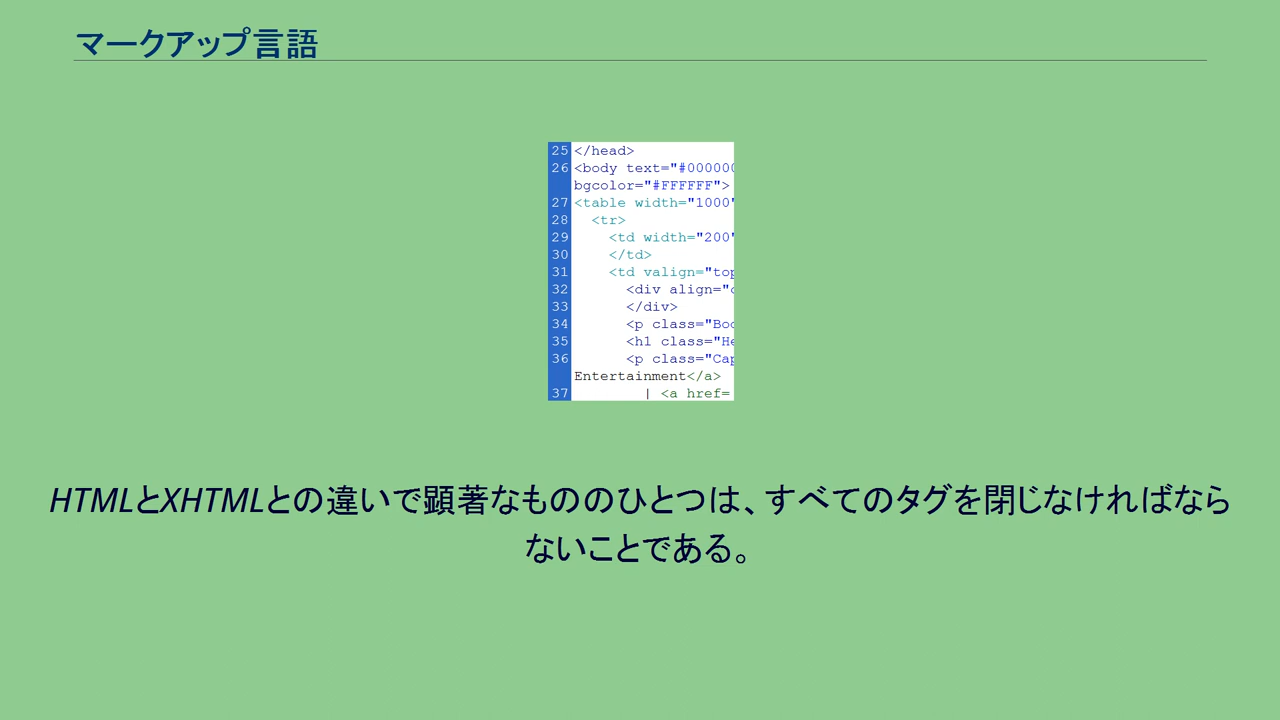 マークアップ言語
25 </head>
26 <body text="#000000
bgcolor="#FFFFFF">
27 <table width="1000"
28 <tr>
29 <td width="200"
30 </td>
31 <td valign="top
32 <div align="c
33 </div>
34 <p class="Boo
35 <h1 class="He
36 <p class="Cap
Entertainment</a>
37 | <a href=
HTMLとXHTMLとの違いで顕著なもののひとつは、すべてのタグを閉じなければなら
ないことである。